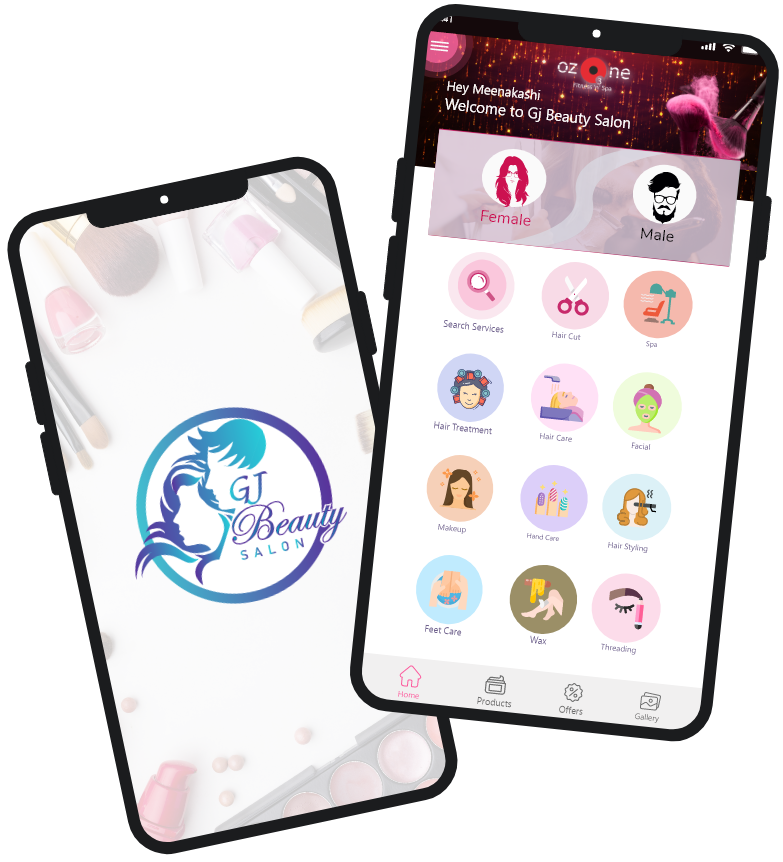 GJ
Beauty
SALON
:41
ozone
3
Fitness n Spa
Hey Meenakashi
Welcome to Gj Beauty Salon
Female
Male
Search Services
Hair Cut
Spa
Hair Treatment
Hair Care
Facial
Makeup
Hand Care
Hair Styling
Feet Care
Wax
Threading
Home
Products
Offers
Gallery